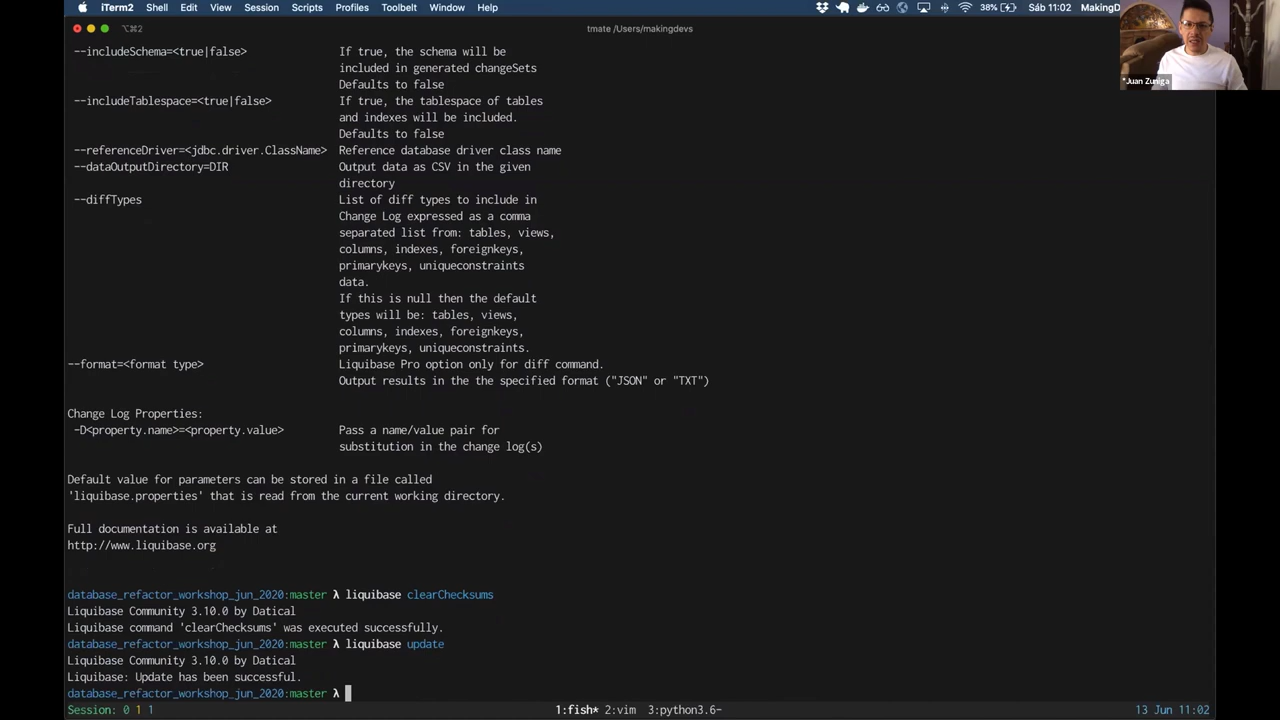 iTerm2 Shell Edit View Session Scripts Profiles Toolbelt Window Help 38% Sáb 11:02 MakingD
⌥⌘2 tmate /Users/makingdevs
*Juan Zuniga
--includeSchema=<true|false> If true, the schema will be
included in generated changeSets
Defaults to false
--includeTablespace=<true|false> If true, the tablespace of tables
and indexes will be included.
Defaults to false
--referenceDriver=<jdbc.driver.ClassName> Reference database driver class name
--dataOutputDirectory=DIR Output data as CSV in the given
directory
--diffTypes List of diff types to include in
Change Log expressed as a comma
separated list from: tables, views,
columns, indexes, foreignkeys,
primarykeys, uniqueconstraints
data.
If this is null then the default
types will be: tables, views,
columns, indexes, foreignkeys,
primarykeys, uniqueconstraints.
--format=<format type> Liquibase Pro option only for diff command.
Output results in the the specified format ("JSON" or "TXT")
Change Log Properties:
-D<property.name>=<property.value> Pass a name/value pair for
substitution in the change log(s)
Default value for parameters can be stored in a file called
'liquibase.properties' that is read from the current working directory.
Full documentation is available at
http://www.liquibase.org
database_refactor_workshop_jun_2020:master λ liquibase clearChecksums
Liquibase Community 3.10.0 by Datical
Liquibase command 'clearChecksums' was executed successfully.
database_refactor_workshop_jun_2020:master λ liquibase update
Liquibase Community 3.10.0 by Datical
Liquibase: Update has been successful.
database_refactor_workshop_jun_2020:master λ
Session: 0 1 1 1:fish* 2:vim 3:python3.6- 13 Jun 11:02